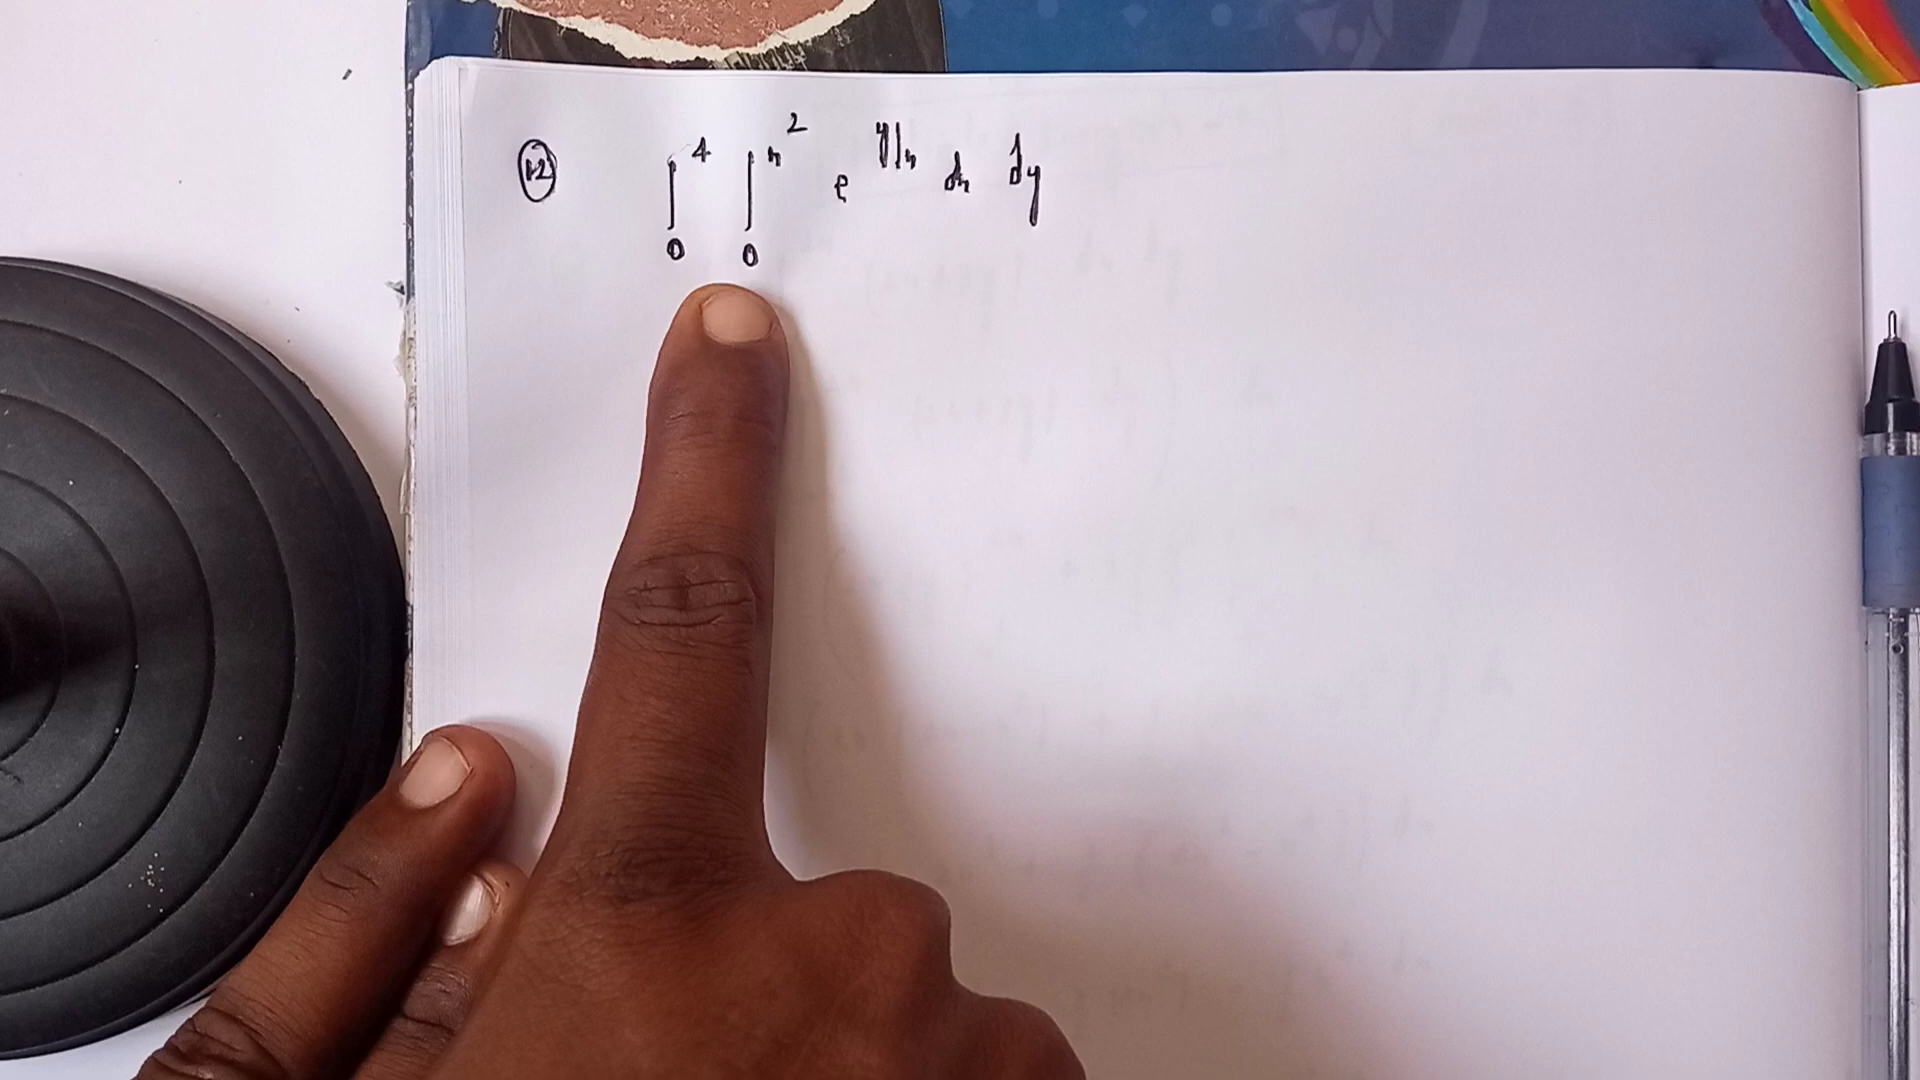 12 ∫₀⁴ ∫₀^{x²} e^{y/x} dx dy